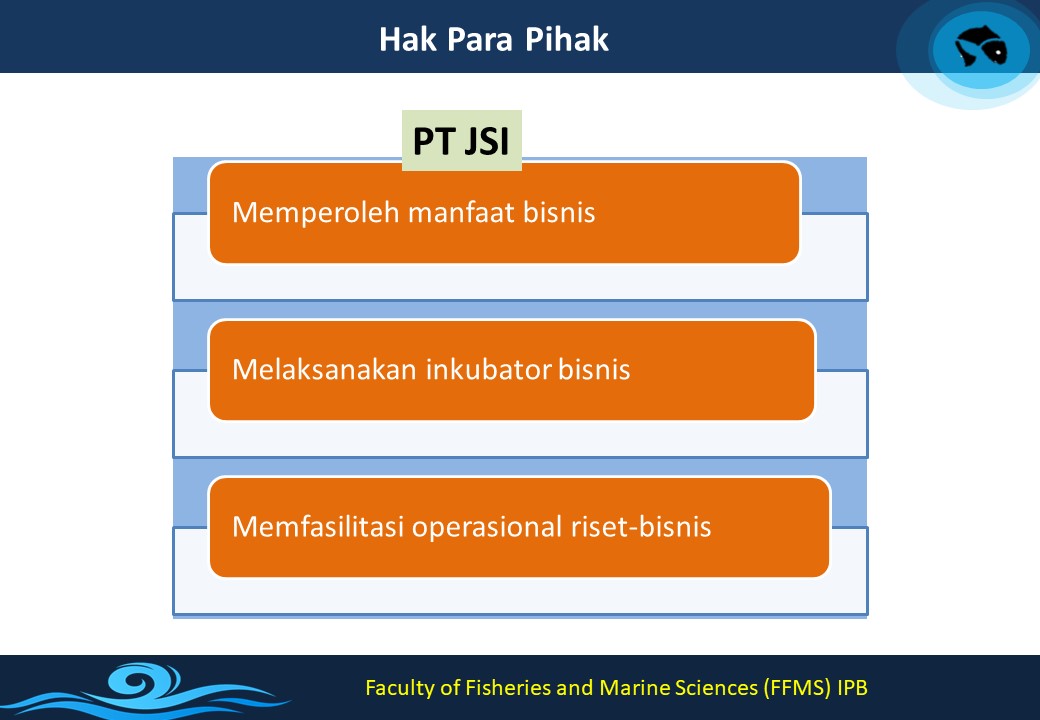 Hak Para Pihak
PT JSI
Memperoleh manfaat bisnis
Melaksanakan inkubator bisnis
Memfasilitasi operasional riset-bisnis
Faculty of Fisheries and Marine Sciences (FFMS) IPB